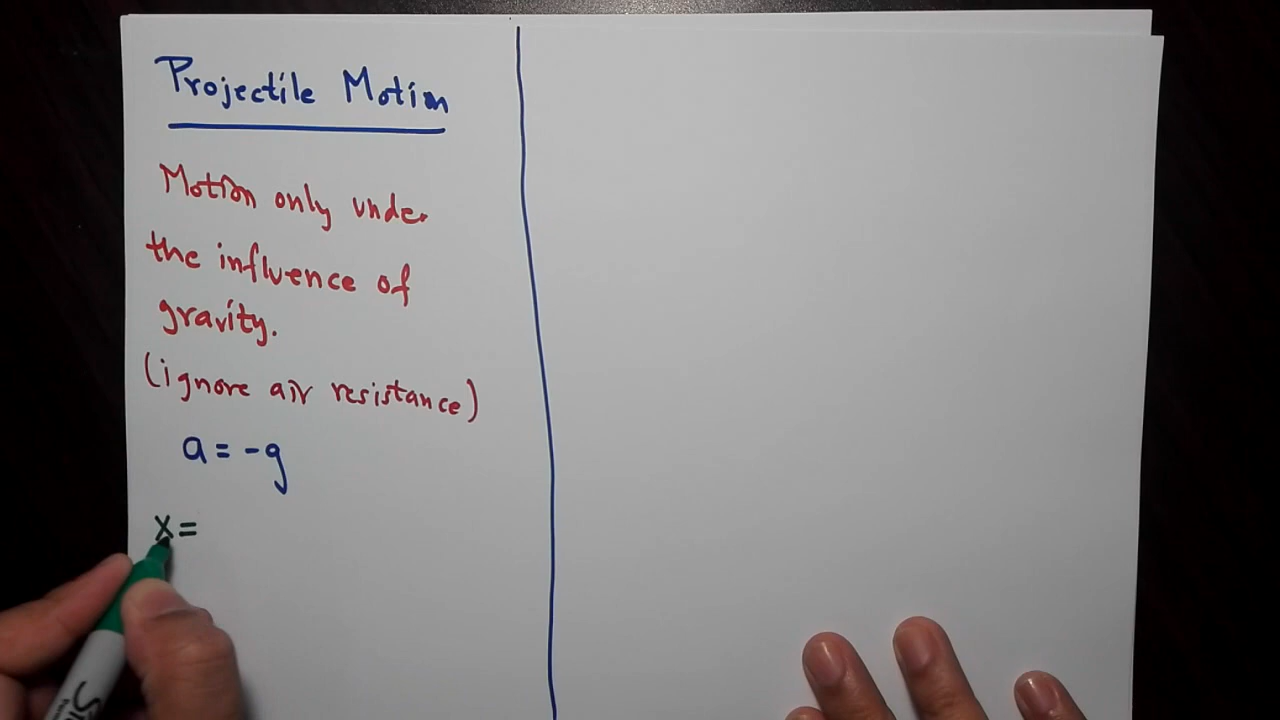 Projectile Motion
Motion only under
the influence of
gravity.
(ignore air resistance)
a = -g
x =